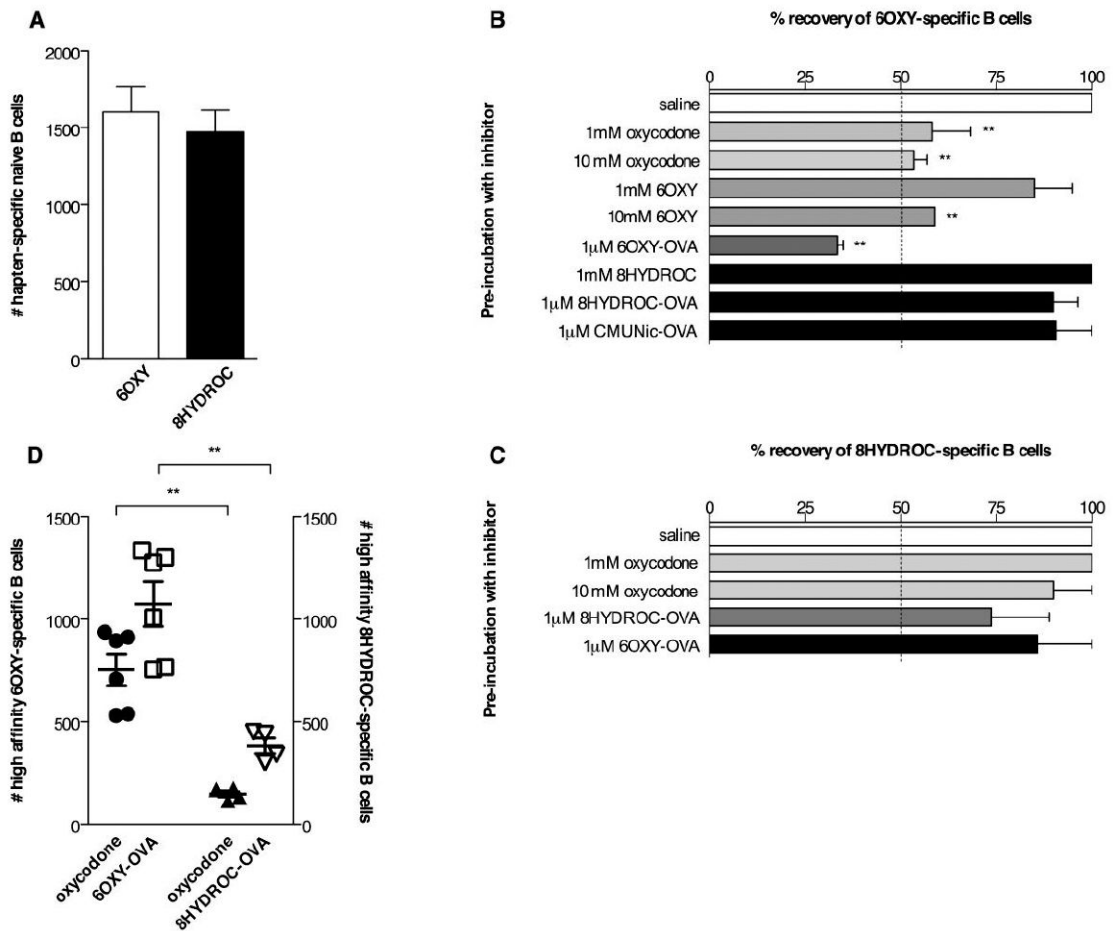 A
# hapten-specific naive B cells
2000
1500
1000
500
0
6OXY
8HYDROC
B
% recovery of 6OXY-specific B cells
Pre-incubation with inhibitor
0 25 50 75 100
saline
1mM oxycodone **
10 mM oxycodone **
1mM 6OXY
10mM 6OXY **
1μM 6OXY-OVA **
1mM 8HYDROC
1μM 8HYDROC-OVA
1μM CMUNic-OVA
D
**
**
# high affinity 6OXY-specific B cells
1500
1000
500
0
1500
1000
500
0
# high affinity 8HYDROC-specific B cells
oxycodone
6OXY-OVA
oxycodone
8HYDROC-OVA
C
% recovery of 8HYDROC-specific B cells
Pre-incubation with inhibitor
0 25 50 75 100
saline
1mM oxycodone
10 mM oxycodone
1μM 8HYDROC-OVA
1μM 6OXY-OVA